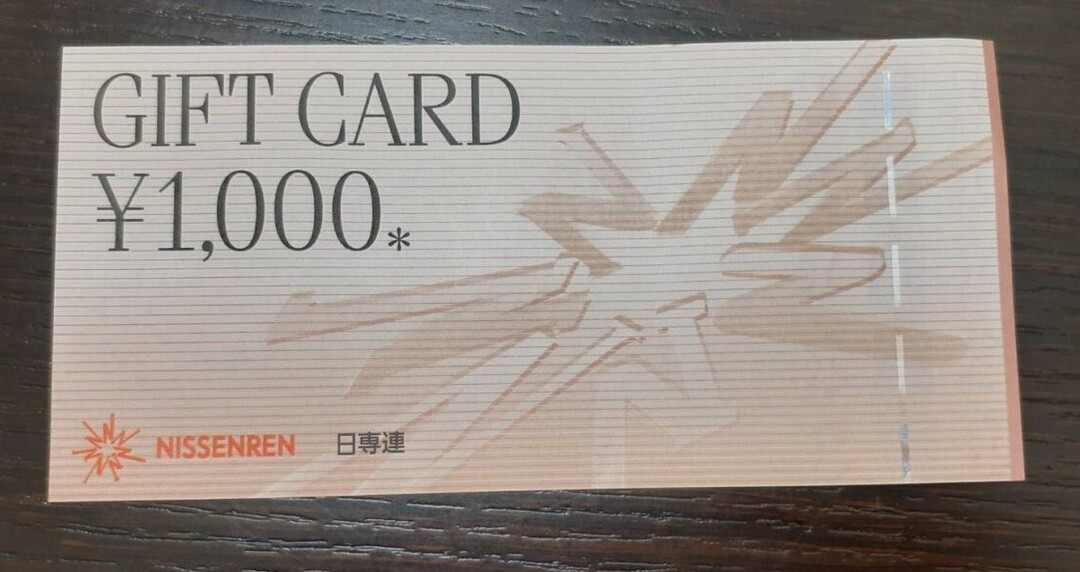 GIFT CARD
¥1,000*
NISSENREN 日専連